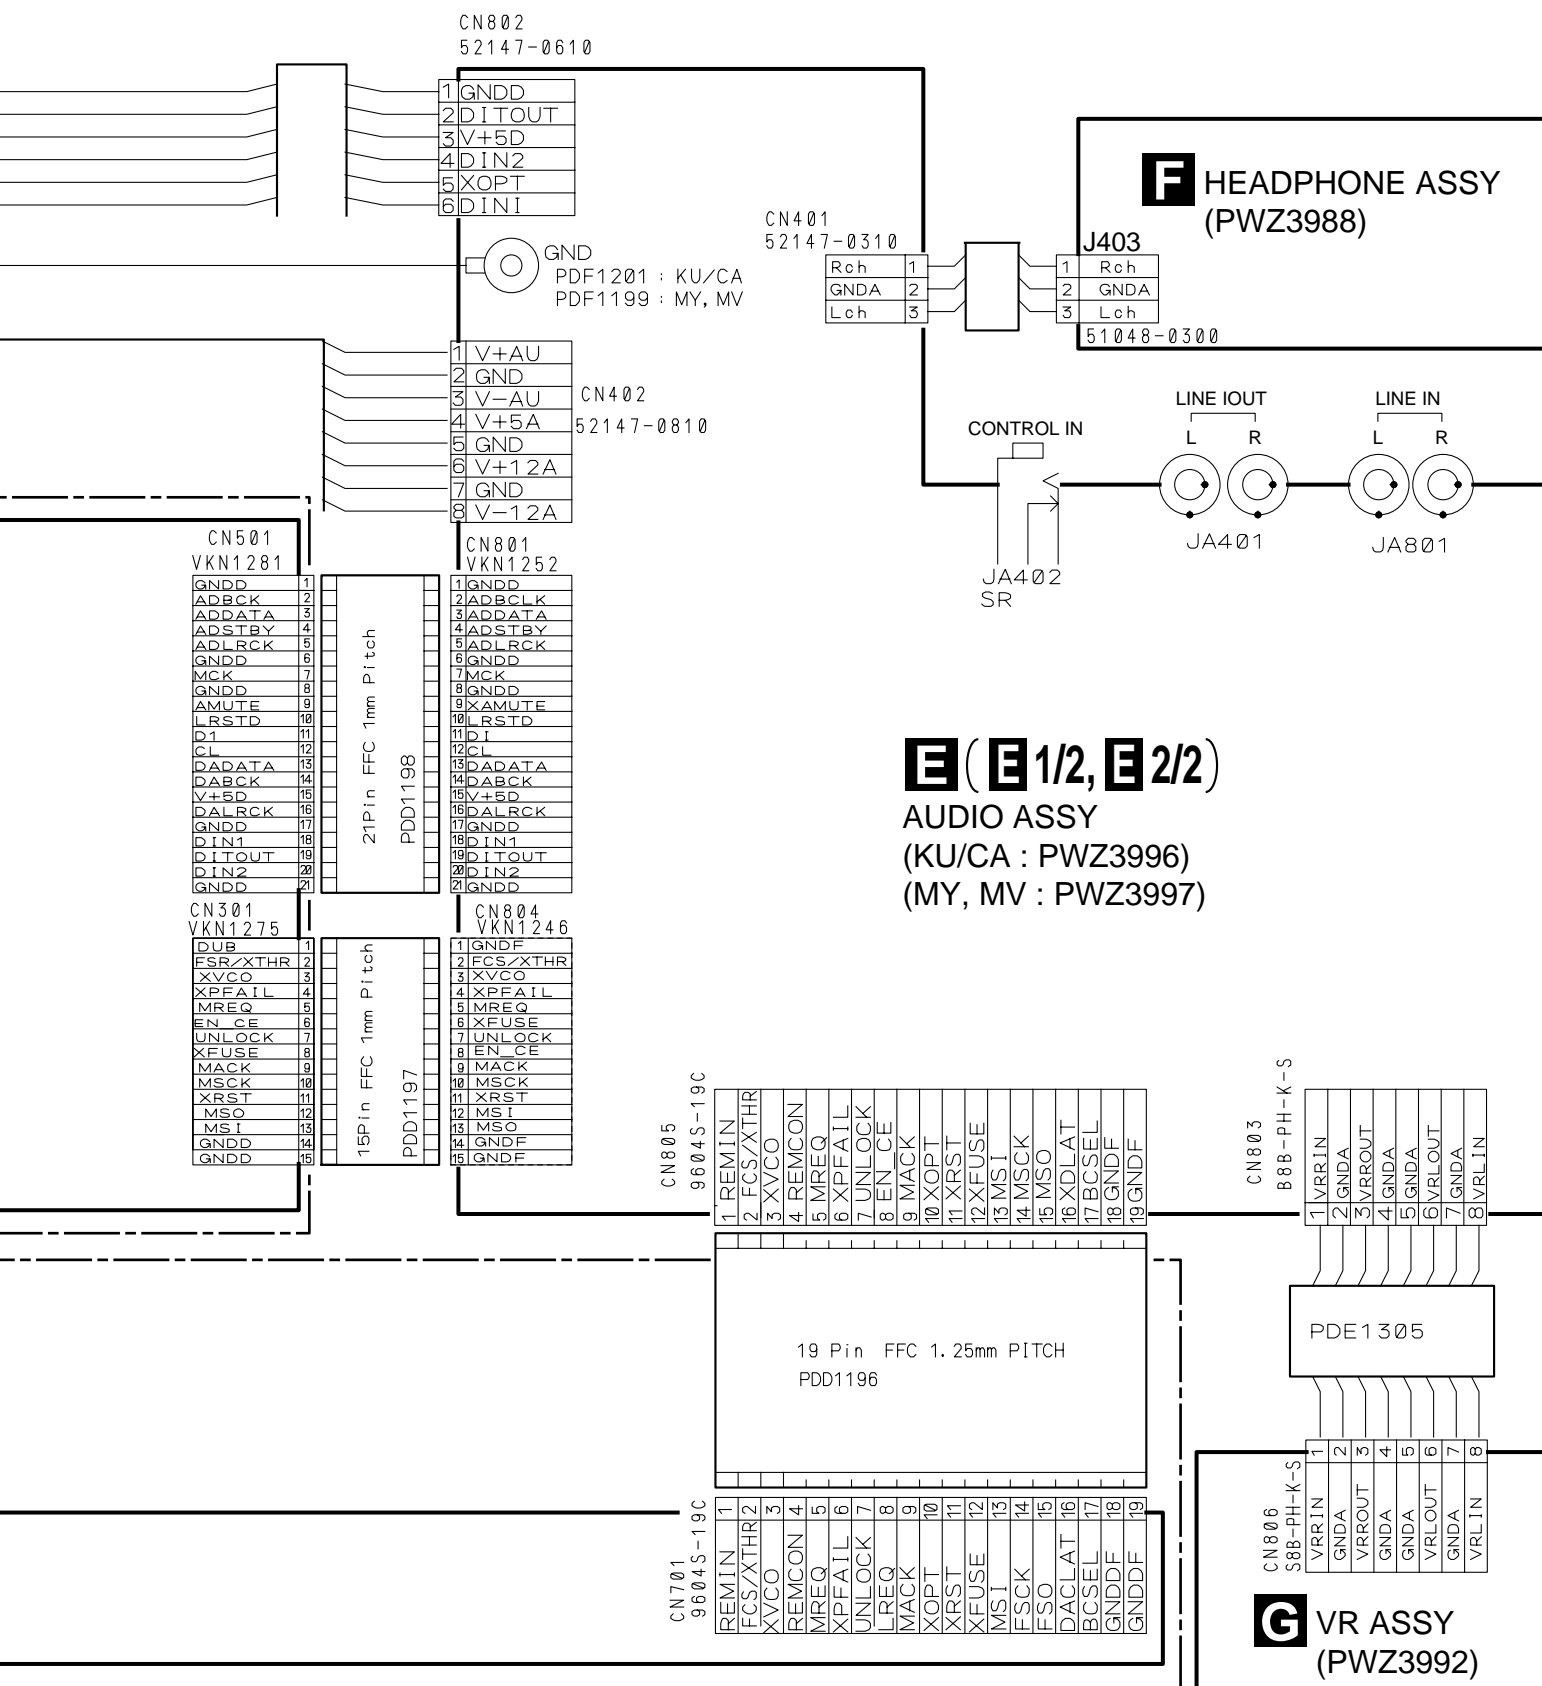 CN802
52147-0610
1 GNDD
2 DITOUT
3 V+5D
4 DIN2
5 XOPT
6 DINI
GND
PDF1201 : KU/CA
PDF1199 : MY, MV
F HEADPHONE ASSY
(PWZ3988)
CN401
52147-0310
Rch 1
GNDA 2
Lch 3
J403
1 Rch
2 GNDA
3 Lch
51048-0300
1 V+AU
2 GND
3 V-AU
4 V+5A
5 GND
6 V+12A
7 GND
8 V-12A
CN402
52147-0810
CONTROL IN
JA402
SR
LINE IOUT
L R
JA401
LINE IN
L R
JA801
CN501
VKN1281
GNDD 1
ADBCK 2
ADDATA 3
ADSTBY 4
ADLRCK 5
GNDD 6
MCK 7
GNDD 8
AMUTE 9
LRSTD 10
D1 11
CL 12
DADATA 13
DABCK 14
V+5D 15
DALRCK 16
GNDD 17
DIN1 18
DITOUT 19
DIN2 20
GNDD 21
21Pin FFC 1mm Pitch
PDD1198
CN801
VKN1252
1 GNDD
2 ADBCLK
3 ADDATA
4 ADSTBY
5 ADLRCK
6 GNDD
7 MCK
8 GNDD
9 XAMUTE
10 LRSTD
11 DI
12 CL
13 DADATA
14 DABCK
15 V+5D
16 DALRCK
17 GNDD
18 DIN1
19 DITOUT
20 DIN2
21 GNDD
E ( E 1/2, E 2/2 )
AUDIO ASSY
(KU/CA : PWZ3996)
(MY, MV : PWZ3997)
CN301
VKN1275
DUB 1
FSR/XTHR 2
XVCO 3
XPFAIL 4
MREQ 5
EN_CE 6
UNLOCK 7
XFUSE 8
MACK 9
MSCK 10
XRST 11
MSO 12
MSI 13
GNDD 14
GNDD 15
15Pin FFC 1mm Pitch
PDD1197
CN804
VKN1246
1 GNDF
2 FCS/XTHR
3 XVCO
4 XPFAIL
5 MREQ
6 XFUSE
7 UNLOCK
8 EN_CE
9 MACK
10 MSCK
11 XRST
12 MSI
13 MSO
14 GNDF
15 GNDF
CN805
9604S-19C
1 REMIN
2 FCS/XTHR
3 XVCO
4 REMCON
5 MREQ
6 XPFAIL
7 UNLOCK
8 EN_CE
9 MACK
10 XOPT
11 XRST
12 XFUSE
13 MSI
14 MSCK
15 MSO
16 XDLAT
17 BCSEL
18 GNDF
19 GNDF
19 Pin FFC 1.25mm PITCH
PDD1196
CN701
9604S-19C
REMIN 1
FCS/XTHR 2
XVCO 3
REMCON 4
MREQ 5
XPFAIL 6
UNLOCK 7
LREQ 8
MACK 9
XOPT 10
XRST 11
XFUSE 12
MSI 13
FSCK 14
FSO 15
DACLAT 16
BCSEL 17
GNDDF 18
GNDDF 19
CN803
B8B-PH-K-S
1 VRRIN
2 GNDA
3 VRROUT
4 GNDA
5 GNDA
6 VRLOUT
7 GNDA
8 VRLIN
PDE1305
CN806
S8B-PH-K-S
VRRIN 1
GNDA 2
VRROUT 3
GNDA 4
GNDA 5
VRLOUT 6
GNDA 7
VRLIN 8
G VR ASSY
(PWZ3992)